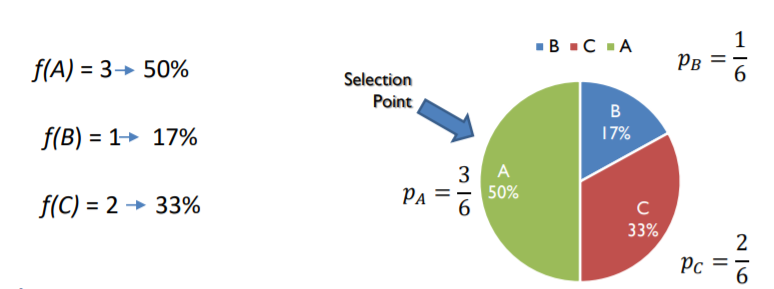 f(A) = 3→ 50%
f(B) = 1→ 17%
f(C) = 2 → 33%
Selection
Point
■ B ■ C ■ A
p_B = 1/6
B
17%
A
50%
p_A = 3/6
C
33%
p_C = 2/6